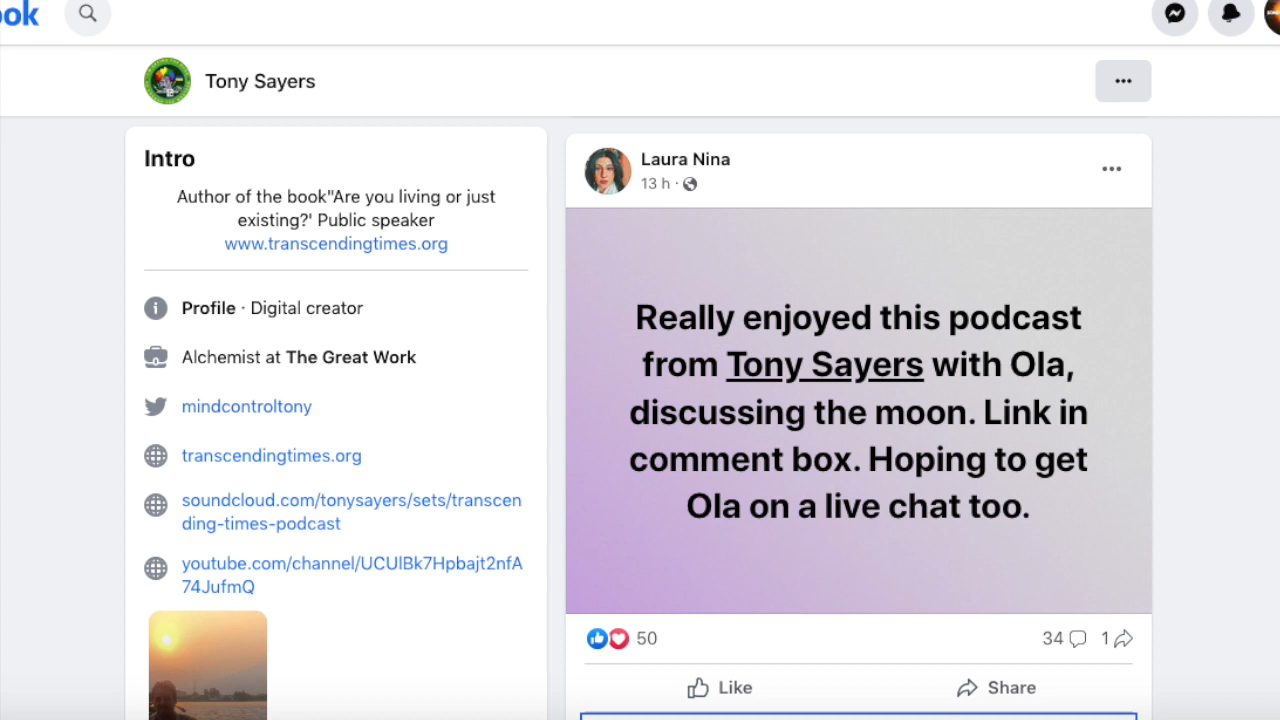 ook
Tony Sayers
Intro
Author of the book"Are you living or just
existing?' Public speaker
www.transcendingtimes.org
Profile · Digital creator
Alchemist at The Great Work
mindcontroltony
transcendingtimes.org
soundcloud.com/tonysayers/sets/transcen
ding-times-podcast
youtube.com/channel/UCUlBk7Hpbajt2nfA
74JufmQ
Laura Nina
13 h ·
Really enjoyed this podcast
from Tony Sayers with Ola,
discussing the moon. Link in
comment box. Hoping to get
Ola on a live chat too.
50
34 1
Like Share